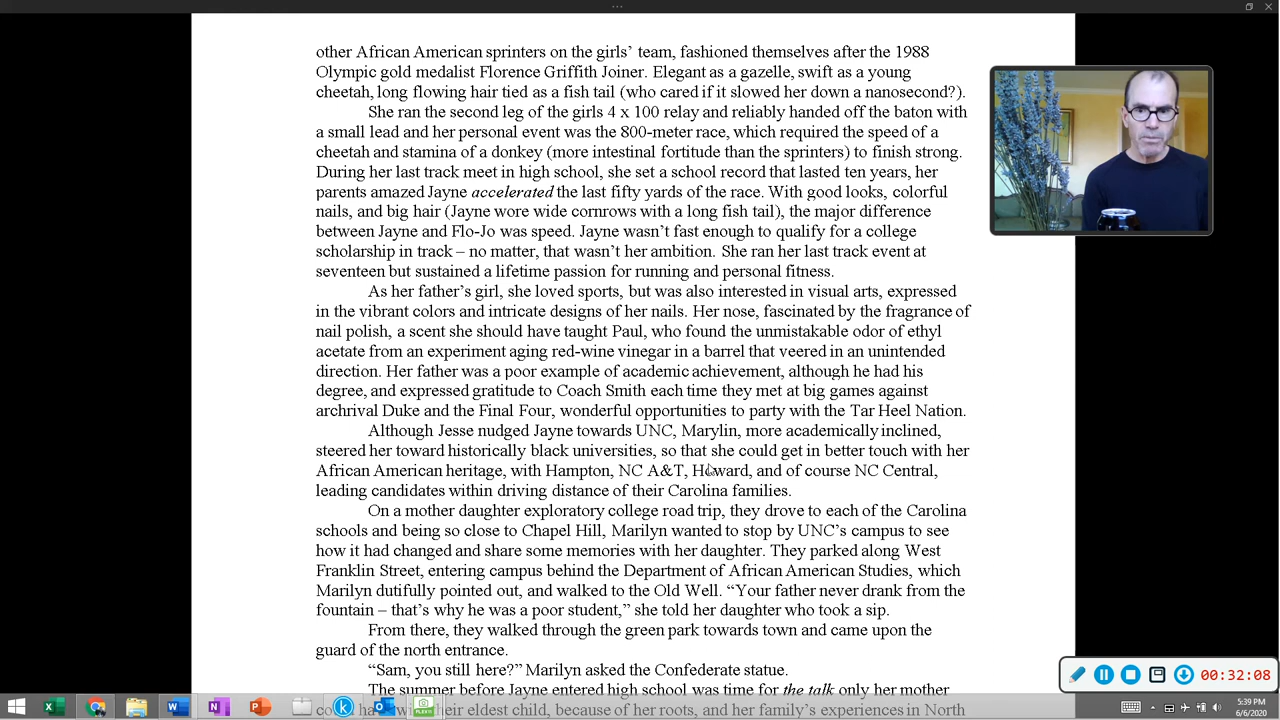 other African American sprinters on the girls’ team, fashioned themselves after the 1988
Olympic gold medalist Florence Griffith Joiner. Elegant as a gazelle, swift as a young
cheetah, long flowing hair tied as a fish tail (who cared if it slowed her down a nanosecond?).
She ran the second leg of the girls 4 x 100 relay and reliably handed off the baton with
a small lead and her personal event was the 800-meter race, which required the speed of a
cheetah and stamina of a donkey (more intestinal fortitude than the sprinters) to finish strong.
During her last track meet in high school, she set a school record that lasted ten years, her
parents amazed Jayne accelerated the last fifty yards of the race. With good looks, colorful
nails, and big hair (Jayne wore wide cornrows with a long fish tail), the major difference
between Jayne and Flo-Jo was speed. Jayne wasn’t fast enough to qualify for a college
scholarship in track – no matter, that wasn’t her ambition. She ran her last track event at
seventeen but sustained a lifetime passion for running and personal fitness.
As her father’s girl, she loved sports, but was also interested in visual arts, expressed
in the vibrant colors and intricate designs of her nails. Her nose, fascinated by the fragrance of
nail polish, a scent she should have taught Paul, who found the unmistakable odor of ethyl
acetate from an experiment aging red-wine vinegar in a barrel that veered in an unintended
direction. Her father was a poor example of academic achievement, although he had his
degree, and expressed gratitude to Coach Smith each time they met at big games against
archrival Duke and the Final Four, wonderful opportunities to party with the Tar Heel Nation.
Although Jesse nudged Jayne towards UNC, Marylin, more academically inclined,
steered her toward historically black universities, so that she could get in better touch with her
African American heritage, with Hampton, NC A&T, Howard, and of course NC Central,
leading candidates within driving distance of their Carolina families.
On a mother daughter exploratory college road trip, they drove to each of the Carolina
schools and being so close to Chapel Hill, Marilyn wanted to stop by UNC’s campus to see
how it had changed and share some memories with her daughter. They parked along West
Franklin Street, entering campus behind the Department of African American Studies, which
Marilyn dutifully pointed out, and walked to the Old Well. “Your father never drank from the
fountain – that’s why he was a poor student,” she told her daughter who took a sip.
From there, they walked through the green park towards town and came upon the
guard of the north entrance.
“Sam, you still here?” Marilyn asked the Confederate statue.
The summer before Jayne entered high school was time for the talk only her mother
their eldest child, because of her roots, and her family’s experiences in North
00:32:08
5:39 PM
6/6/2020